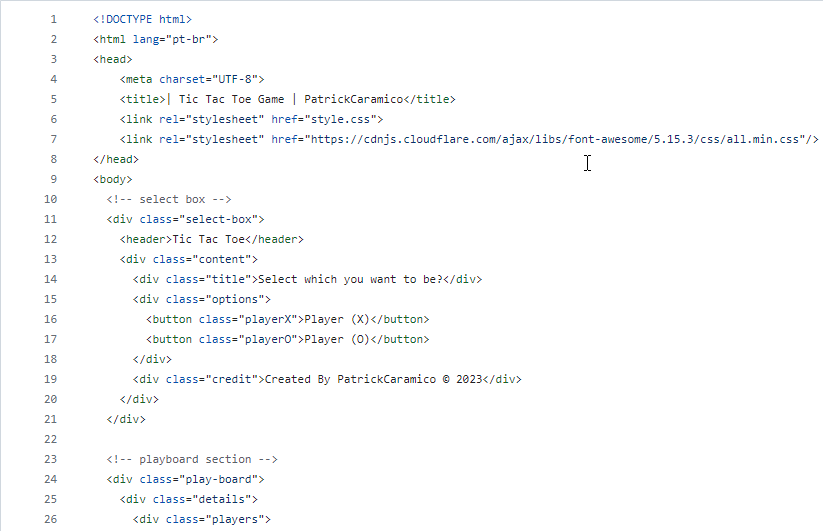 1 <!DOCTYPE html>
2 <html lang="pt-br">
3 <head>
4     <meta charset="UTF-8">
5     <title>| Tic Tac Toe Game | PatrickCaramico</title>
6     <link rel="stylesheet" href="style.css">
7     <link rel="stylesheet" href="https://cdnjs.cloudflare.com/ajax/libs/font-awesome/5.15.3/css/all.min.css"/>
8 </head>
9 <body>
10   <!-- select box -->
11   <div class="select-box">
12     <header>Tic Tac Toe</header>
13     <div class="content">
14       <div class="title">Select which you want to be?</div>
15       <div class="options">
16         <button class="playerX">Player (X)</button>
17         <button class="playerO">Player (O)</button>
18       </div>
19       <div class="credit">Created By PatrickCaramico © 2023</div>
20     </div>
21   </div>
22
23   <!-- playboard section -->
24   <div class="play-board">
25     <div class="details">
26       <div class="players">